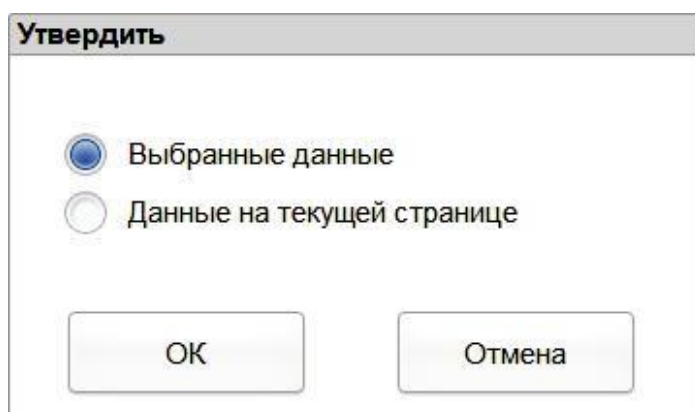 Утвердить
Выбранные данные
Данные на текущей странице
ОК
Отмена